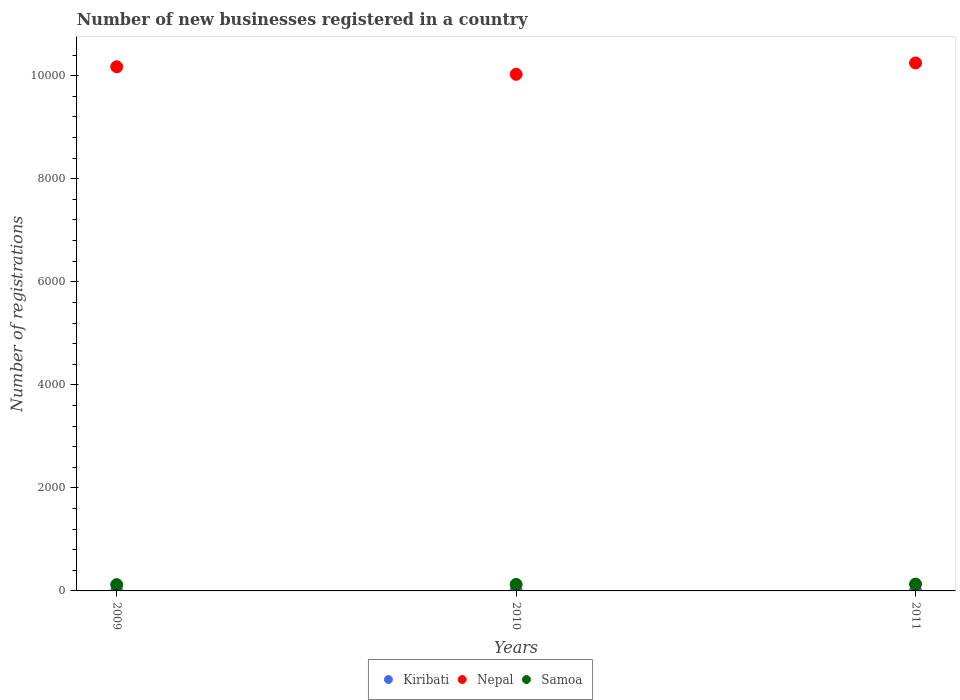 Number of new businesses registered in a country
Number of registrations
10000
8000
6000
4000
2000
0
2009
2010
2011
Years
Kiribati
Nepal
Samoa